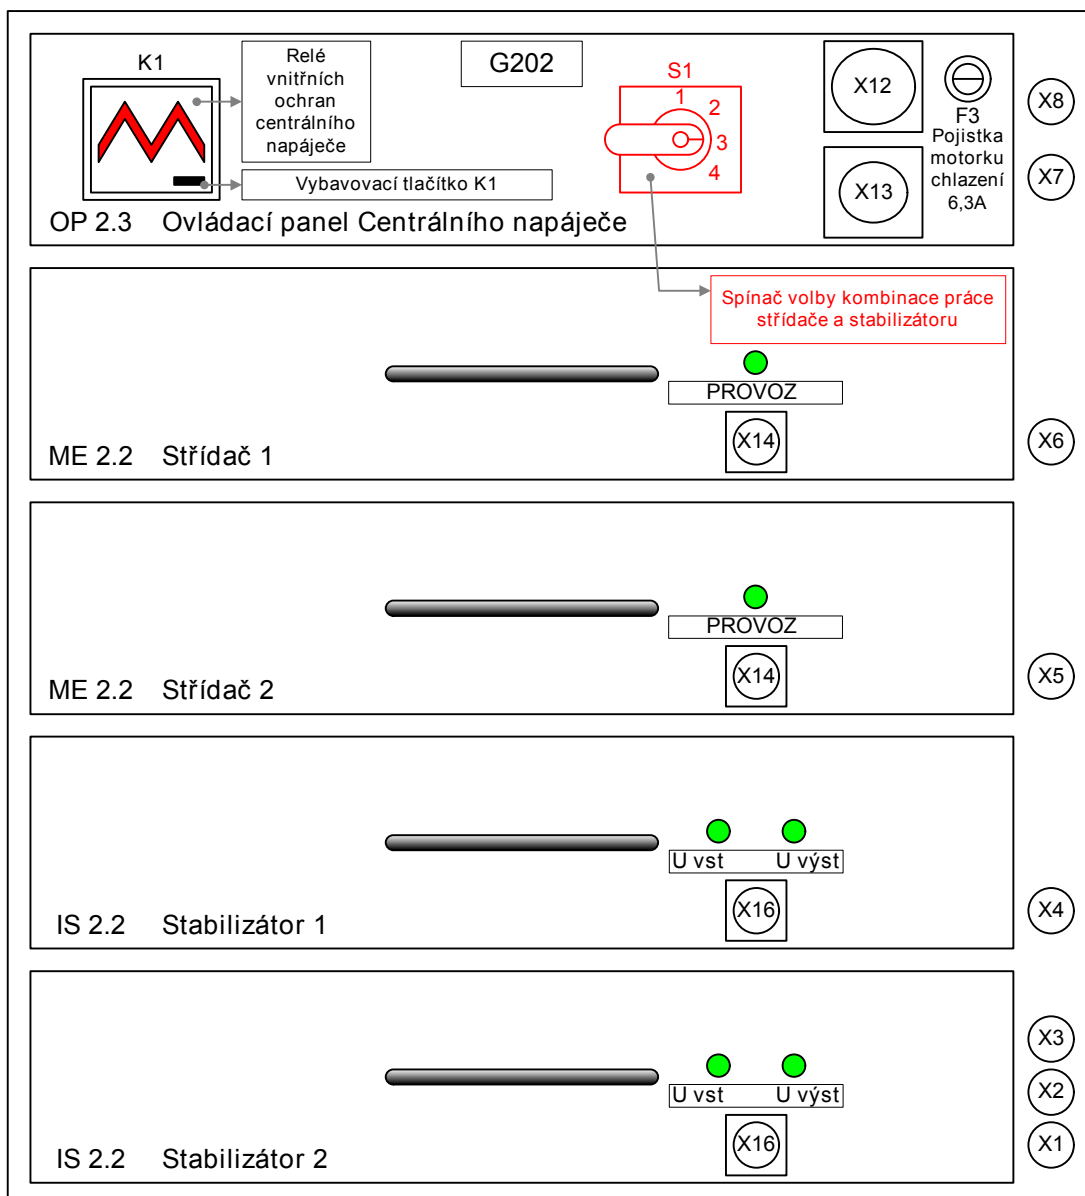 K1
Relé
vnitřních
ochran
centrálního
napáječe
G202
S1
1
2
3
4
X12
F3
Pojistka
motorku
chlazení
6,3A
X8
Vybavovací tlačítko K1
X13
X7
OP 2.3 Ovládací panel Centrálního napáječe
Spínač volby kombinace práce
střídače a stabilizátoru
PROVOZ
X14
ME 2.2 Střídač 1
X6
PROVOZ
X14
ME 2.2 Střídač 2
X5
U vst U výst
X16
IS 2.2 Stabilizátor 1
X4
U vst U výst
X16
IS 2.2 Stabilizátor 2
X3
X2
X1